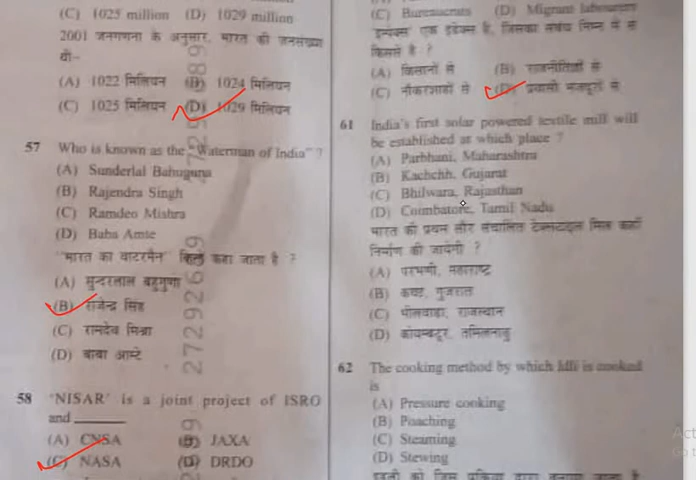 (C) 1025 million (D) 1029 million
2001 जनगणना के अनुसार, भारत की जनसंख्या
थी-
(A) 1022 मिलियन (B) 1024 मिलियन
(C) 1025 मिलियन (D) 1029 मिलियन
57 Who is known as the "Waterman of India" ?
(A) Sunderlal Bahuguna
(B) Rajendra Singh
(C) Ramdeo Mishra
(D) Baba Amte
"भारत का वाटरमैन" किसे कहा जाता है ?
(A) सुन्दरलाल बहुगुणा
(B) राजेन्द्र सिंह
(C) रामदेव मिश्रा
(D) बाबा आम्टे
58 'NISAR' is a joint project of ISRO
and
(A) CNSA (B) JAXA
(C) NASA (D) DRDO
(C) Bureaucrats (D) Migrant labourers
एक इंडेक्स है, जिसका संबंध निम्न में से
किससे है ?
(A) किसानों से (B) राजनीतिज्ञों से
(C) नौकरशाहों से (D) प्रवासी मजदूरों से
61 India's first solar powered textile mill will
be established at which place ?
(A) Parbhani, Maharashtra
(B) Kachchh, Gujarat
(C) Bhilwara, Rajasthan
(D) Coimbatore, Tamil Nadu
भारत की प्रथम सौर संचालित टेक्सटाइल मिल कहाँ
निर्माण की जायेगी ?
(A) परभणी, महाराष्ट्र
(B) कच्छ, गुजरात
(C) भीलवाडा, राजस्थान
(D) कोयम्बटूर, तमिलनाडु
62 The cooking method by which Idli is cooked
is
(A) Pressure cooking
(B) Poaching
(C) Steaming
(D) Stewing
2729269